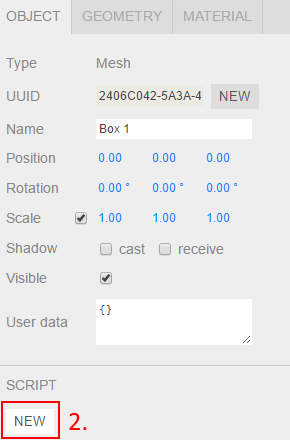 OBJECT GEOMETRY MATERIAL
Type Mesh
UUID 2406C042-5A3A-4 NEW
Name Box 1
Position 0.00 0.00 0.00
Rotation 0.00 ° 0.00 ° 0.00 °
Scale 1.00 1.00 1.00
Shadow cast receive
Visible
User data {}
SCRIPT
NEW 2.